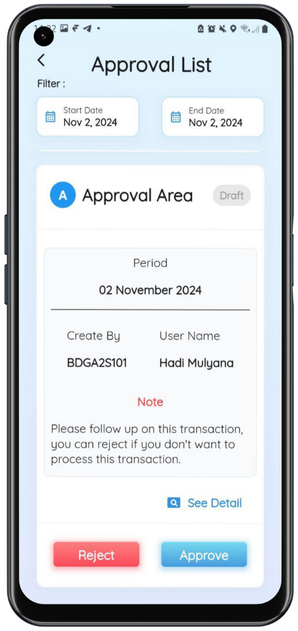 Approval List
Filter :
Start Date
Nov 2, 2024
End Date
Nov 2, 2024
A
Approval Area
Draft
Period
02 November 2024
Create By
User Name
BDGA2S101
Hadi Mulyana
Note
Please follow up on this transaction,
you can reject if you don't want to
process this transaction.
See Detail
Reject
Approve